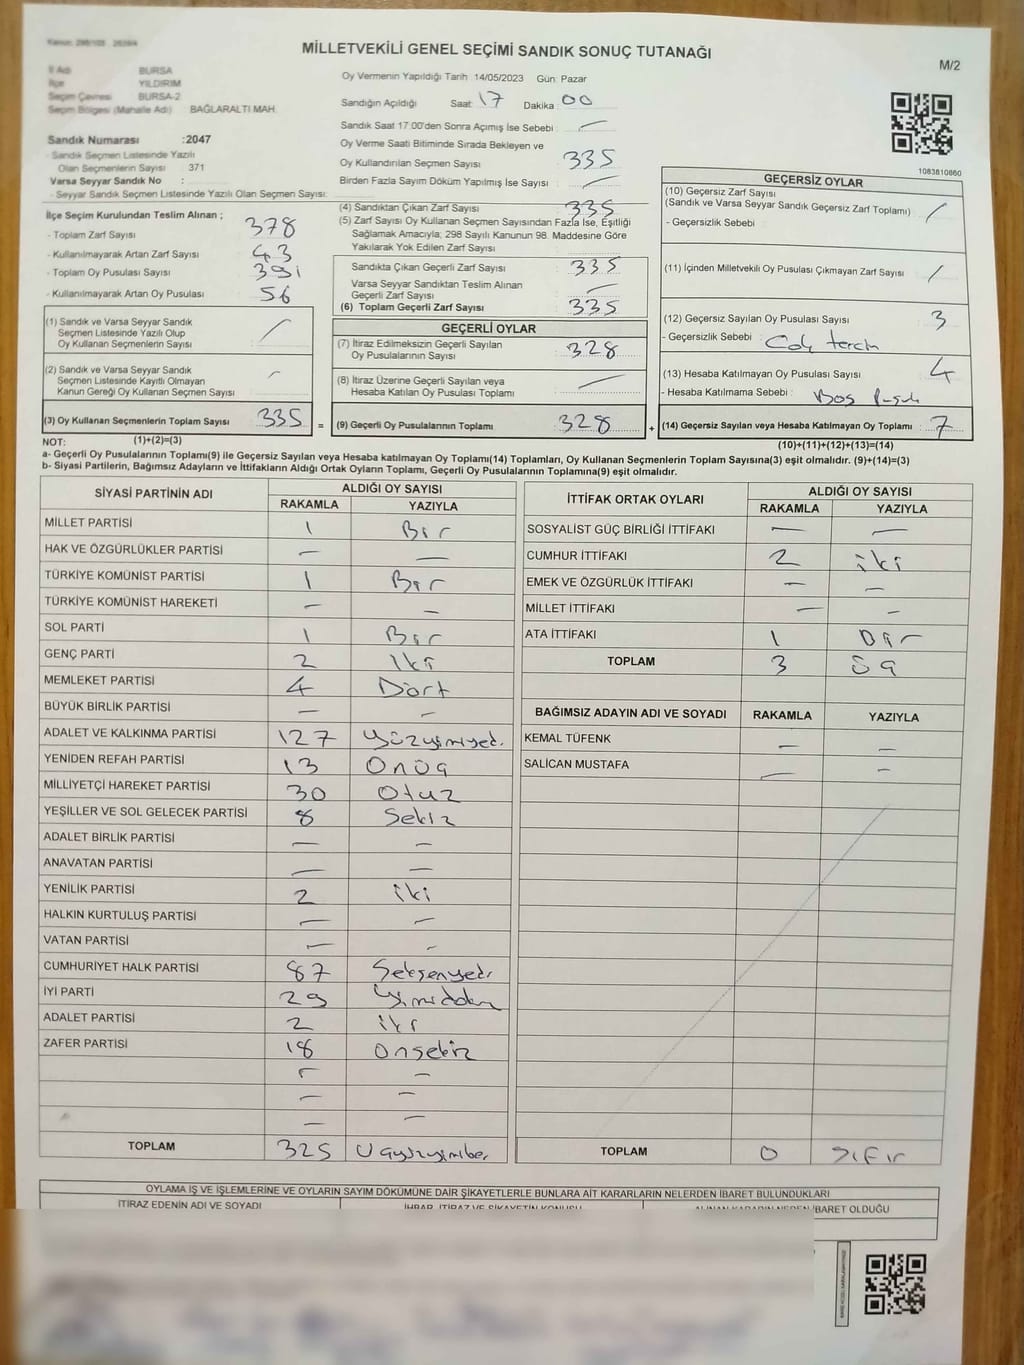 Kanun: 298/103 , 2839/4
MİLLETVEKİLİ GENEL SEÇİMİ SANDIK SONUÇ TUTANAĞI
M/2
İl Adı BURSA
İlçe YILDIRIM
Seçim Çevresi BURSA-2
Seçim Bölgesi (Mahalle Adı) BAĞLARALTI MAH.
Sandık Numarası :2047
- Sandık Seçmen Listesinde Yazılı
Olan Seçmenlerin Sayısı : 371
Varsa Seyyar Sandık No :
- Seyyar Sandık Seçmen Listesinde Yazılı Olan Seçmen Sayısı:
Oy Vermenin Yapıldığı Tarih 14/05/2023 Gün: Pazar
Sandığın Açıldığı Saat: 17 Dakika : 00
Sandık Saat 17:00'den Sonra Açımış İse Sebebi : —
Oy Verme Saati Bitiminde Sırada Bekleyen ve
Oy Kullandırılan Seçmen Sayısı : 335
Birden Fazla Sayım Döküm Yapılmış İse Sayısı : —
1083810860
İlçe Seçim Kurulundan Teslim Alınan ;
- Toplam Zarf Sayısı : 378
- Kullanılmayarak Artan Zarf Sayısı : 43
- Toplam Oy Pusulası Sayısı : 391
- Kullanılmayarak Artan Oy Pusulası : 56
(4) Sandıktan Çıkan Zarf Sayısı : 335
(5) Zarf Sayısı Oy Kullanan Seçmen Sayısından Fazla İse, Eşitliği
Sağlamak Amacıyla; 298 Sayılı Kanunun 98. Maddesine Göre
Yakılarak Yok Edilen Zarf Sayısı :
Sandıkta Çıkan Geçerli Zarf Sayısı : 335
Varsa Seyyar Sandıktan Teslim Alınan
Geçerli Zarf Sayısı : —
(6) Toplam Geçerli Zarf Sayısı : 335
GEÇERSİZ OYLAR
(10) Geçersiz Zarf Sayısı
(Sandık ve Varsa Seyyar Sandık Geçersiz Zarf Toplamı) : /
- Geçersizlik Sebebi :
(11) İçinden Milletvekili Oy Pusulası Çıkmayan Zarf Sayısı : /
(12) Geçersiz Sayılan Oy Pusulası Sayısı : 3
- Geçersizlik Sebebi :
(13) Hesaba Katılmayan Oy Pusulası Sayısı : 4
- Hesaba Katılmama Sebebi : Boş
(14) Geçersiz Sayılan veya Hesaba Katılmayan Oy Toplamı : 7
(1) Sandık ve Varsa Seyyar Sandık
Seçmen Listesinde Yazılı Olup
Oy Kullanan Seçmenlerin Sayısı : /
(2) Sandık ve Varsa Seyyar Sandık
Seçmen Listesinde Kayıtlı Olmayan
Kanun Gereği Oy Kullanan Seçmen Sayısı : —
(3) Oy Kullanan Seçmenlerin Toplam Sayısı : 335
GEÇERLİ OYLAR
(7) İtiraz Edilmeksizin Geçerli Sayılan
Oy Pusulalarının Sayısı : 328
(8) İtiraz Üzerine Geçerli Sayılan veya
Hesaba Katılan Oy Pusulası Toplamı : —
= (9) Geçerli Oy Pusulalarının Toplamı : 328 +
NOT: (1)+(2)=(3) (10)+(11)+(12)+(13)=(14)
a- Geçerli Oy Pusulalarının Toplamı(9) ile Geçersiz Sayılan veya Hesaba katılmayan Oy Toplamı(14) Toplamları, Oy Kullanan Seçmenlerin Toplam Sayısına(3) eşit olmalıdır. (9)+(14)=(3)
b- Siyasi Partilerin, Bağımsız Adayların ve İttifakların Aldığı Ortak Oyların Toplamı, Geçerli Oy Pusulalarının Toplamına(9) eşit olmalıdır.
SİYASİ PARTİNİN ADI ALDIĞI OY SAYISI
RAKAMLA YAZIYLA
MİLLET PARTİSİ 1 Bir
HAK VE ÖZGÜRLÜKLER PARTİSİ — —
TÜRKİYE KOMÜNİST PARTİSİ 1 Bir
TÜRKİYE KOMÜNİST HAREKETİ — —
SOL PARTİ 1 Bir
GENÇ PARTİ 2 İki
MEMLEKET PARTİSİ 4 Dört
BÜYÜK BİRLİK PARTİSİ — —
ADALET VE KALKINMA PARTİSİ 127 Yüzyimiyed.
YENİDEN REFAH PARTİSİ 13 Onüç
MİLLİYETÇİ HAREKET PARTİSİ 30 Otuz
YEŞİLLER VE SOL GELECEK PARTİSİ 8 Sekiz
ADALET BİRLİK PARTİSİ — —
ANAVATAN PARTİSİ — —
YENİLİK PARTİSİ 2 iki
HALKIN KURTULUŞ PARTİSİ — —
VATAN PARTİSİ — —
CUMHURİYET HALK PARTİSİ 87 Seksenyedi
İYİ PARTİ 29
ADALET PARTİSİ 2 iki
ZAFER PARTİSİ 18 onsekiz
— —
— —
— —
TOPLAM 325
İTTİFAK ORTAK OYLARI ALDIĞI OY SAYISI
RAKAMLA YAZIYLA
SOSYALİST GÜÇ BİRLİĞİ İTTİFAKI — —
CUMHUR İTTİFAKI 2 iki
EMEK VE ÖZGÜRLÜK İTTİFAKI — —
MİLLET İTTİFAKI — —
ATA İTTİFAKI 1 Bir
TOPLAM 3 üç
BAĞIMSIZ ADAYIN ADI VE SOYADI RAKAMLA YAZIYLA
KEMAL TÜFENK — —
SALİCAN MUSTAFA — —
TOPLAM 0 Sıfır
OYLAMA İŞ VE İŞLEMLERİNE VE OYLARIN SAYIM DÖKÜMÜNE DAİR ŞİKAYETLERLE BUNLARA AİT KARARLARIN NELERDEN İBARET BULUNDUKLARI
İTİRAZ EDENİN ADI VE SOYADI İHBAR, İTİRAZ VE ŞİKAYETİN KONUSU ALINAN KARARIN NEDEN İBARET OLDUĞU